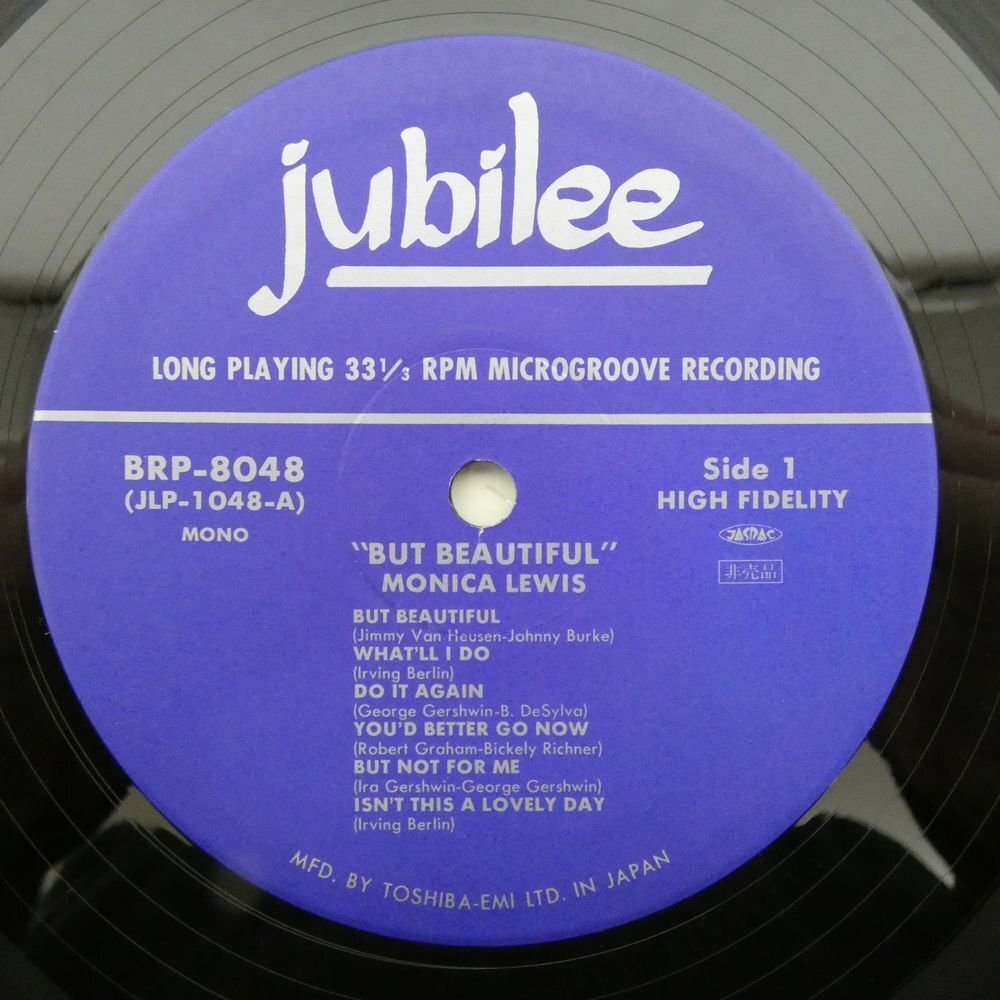 jubilee
LONG PLAYING 33 1/3 RPM MICROGROOVE RECORDING
BRP-8048
(JLP-1048-A)
MONO
Side 1
HIGH FIDELITY
JASRAC
非売品
"BUT BEAUTIFUL"
MONICA LEWIS
BUT BEAUTIFUL
(Jimmy Van Heusen-Johnny Burke)
WHAT'LL I DO
(Irving Berlin)
DO IT AGAIN
(George Gershwin-B. DeSylva)
YOU'D BETTER GO NOW
(Robert Graham-Bickely Richner)
BUT NOT FOR ME
(Ira Gershwin-George Gershwin)
ISN'T THIS A LOVELY DAY
(Irving Berlin)
MFD. BY TOSHIBA-EMI LTD. IN JAPAN